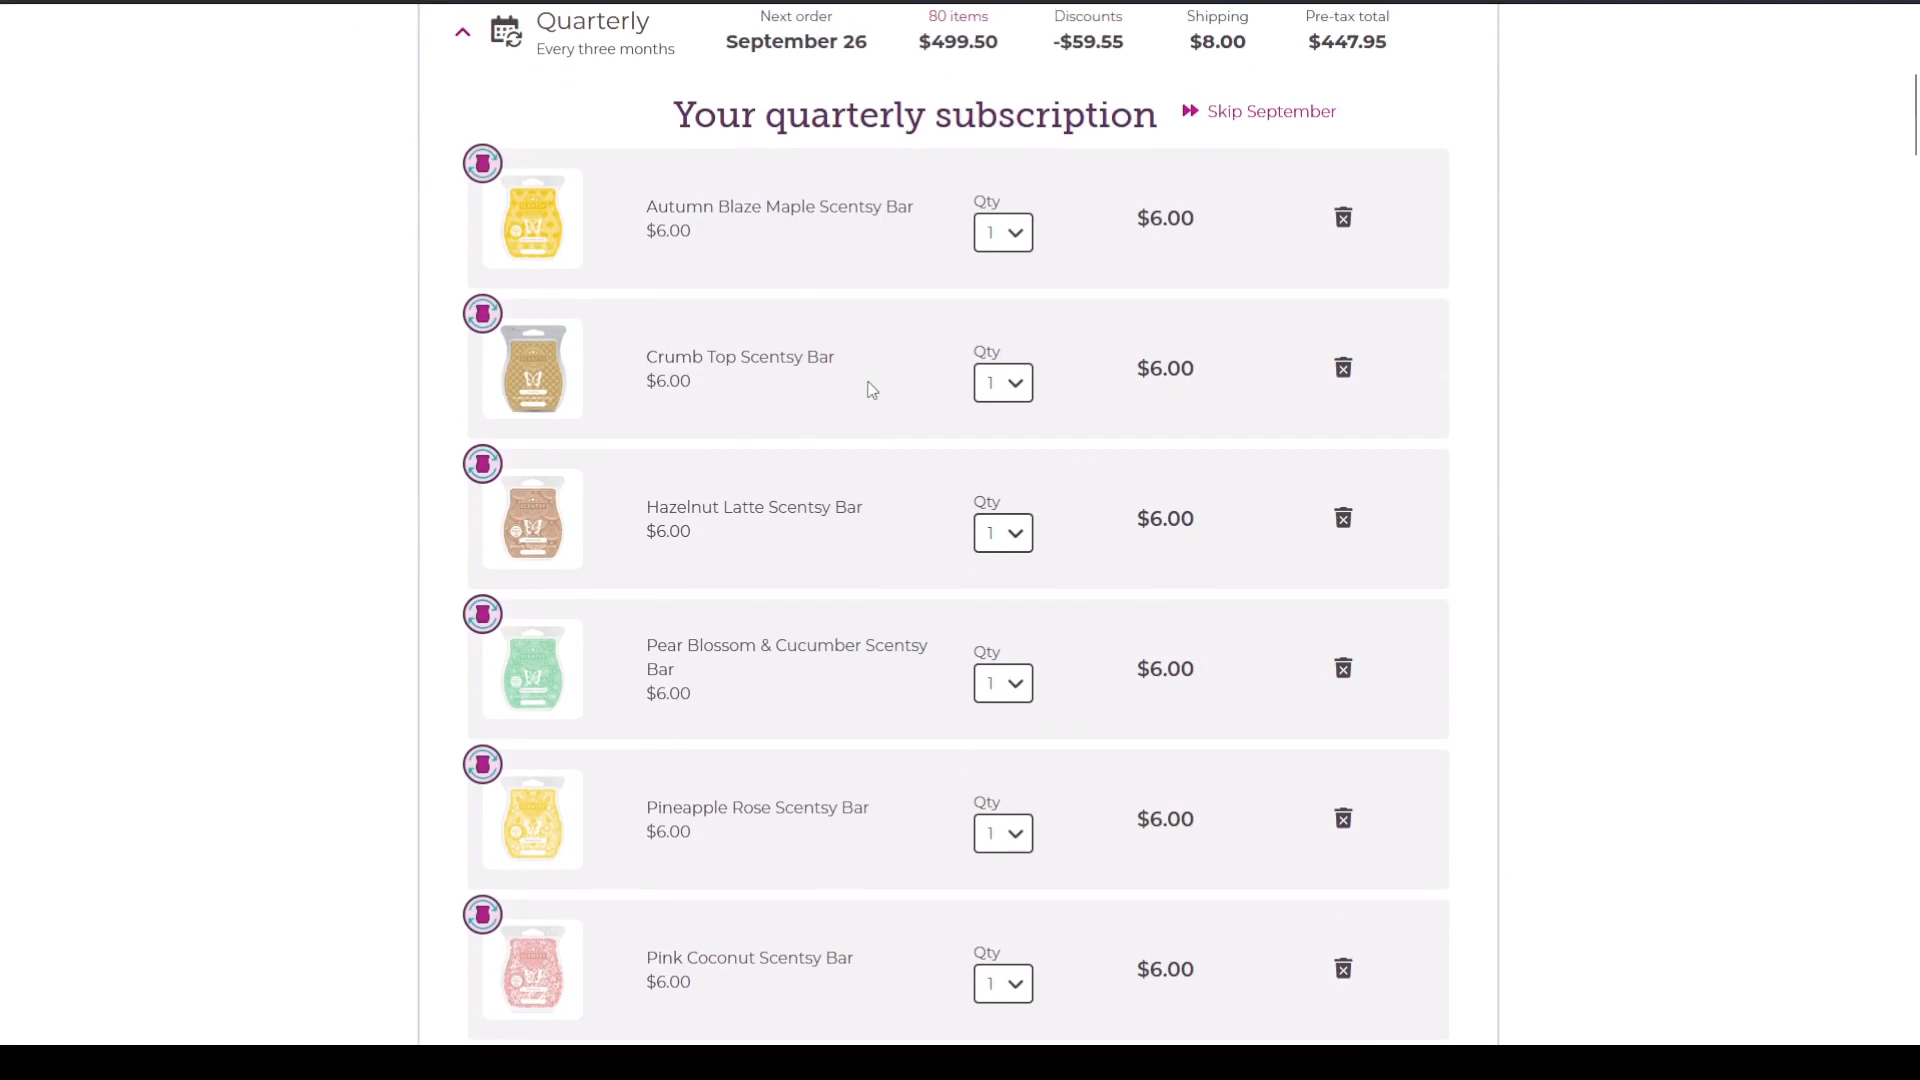 Quarterly
Every three months
Next order
September 26
80 items
$499.50
Discounts
-$59.55
Shipping
$8.00
Pre-tax total
$447.95
Your quarterly subscription
Skip September
Autumn Blaze Maple Scentsy Bar
$6.00
Qty
1
$6.00
Crumb Top Scentsy Bar
$6.00
Qty
1
$6.00
Hazelnut Latte Scentsy Bar
$6.00
Qty
1
$6.00
Pear Blossom & Cucumber Scentsy
Bar
$6.00
Qty
1
$6.00
Pineapple Rose Scentsy Bar
$6.00
Qty
1
$6.00
Pink Coconut Scentsy Bar
$6.00
Qty
1
$6.00